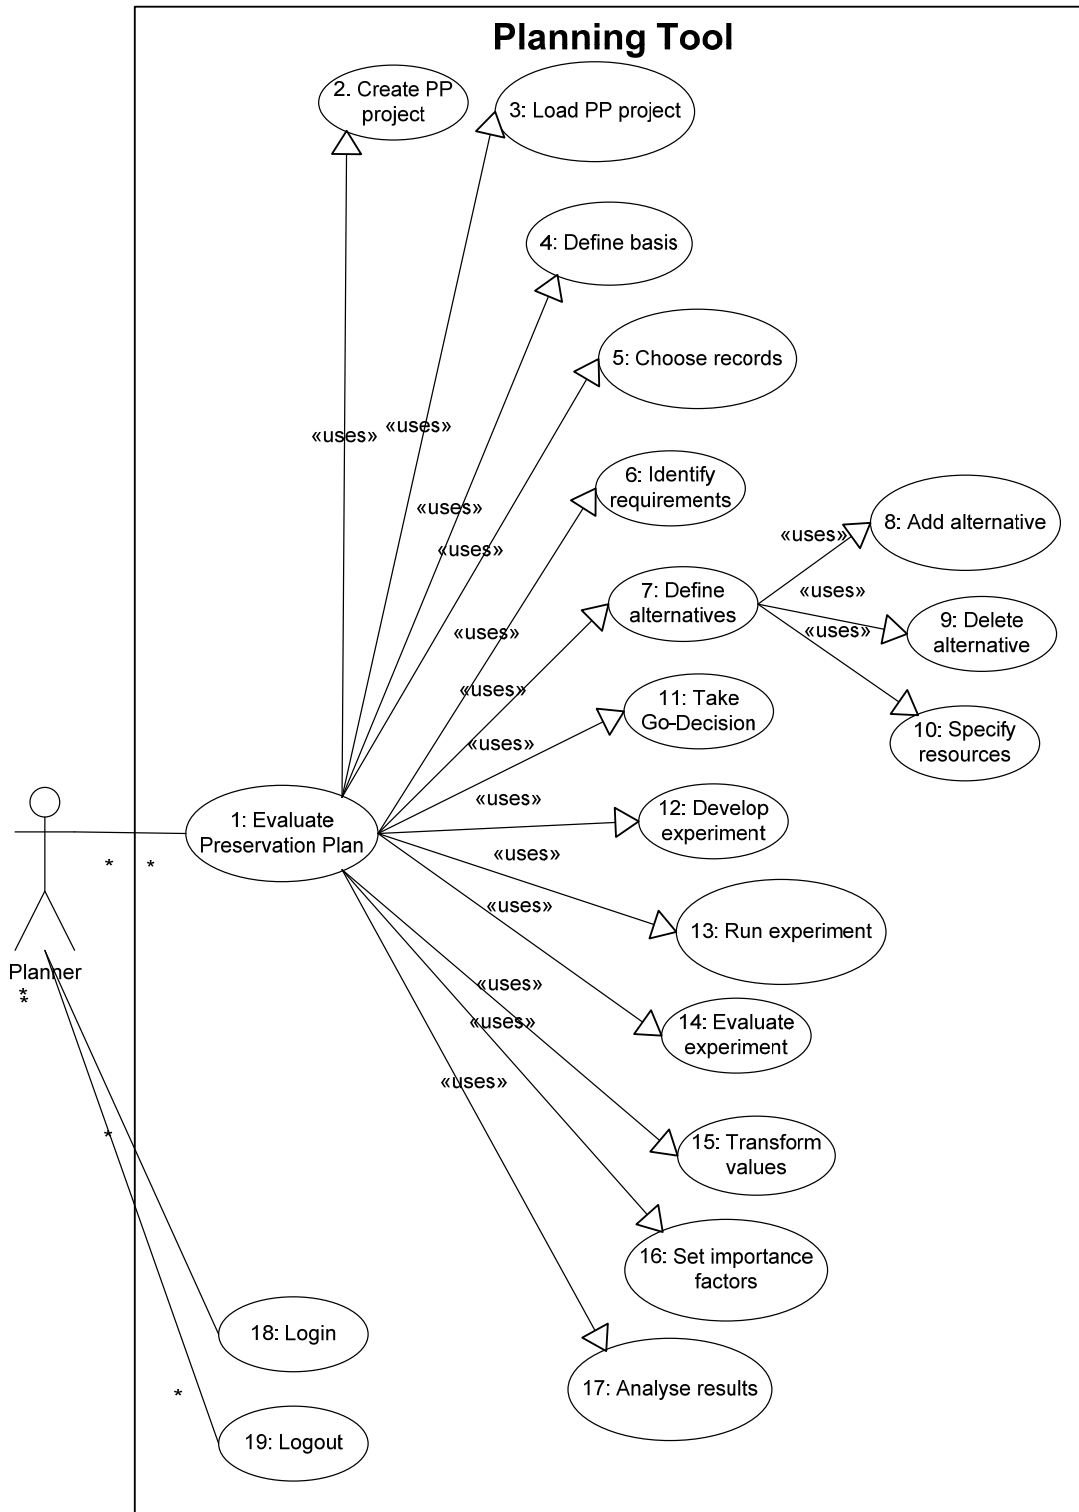 Planning Tool
2. Create PP
project
3: Load PP project
4: Define basis
5: Choose records
«uses»
«uses»
6: Identify
requirements
«uses»
8: Add alternative
«uses»
«uses»
7: Define
alternatives
«uses»
9: Delete
alternative
«uses»
«uses»
«uses»
11: Take
Go-Decision
10: Specify
resources
«uses»
«uses»
12: Develop
experiment
1: Evaluate
Preservation Plan
«uses»
* *
«uses»
13: Run experiment
Planner
*
*
«uses»
«uses»
14: Evaluate
experiment
«uses»
*
15: Transform
values
16: Set importance
factors
18: Login
17: Analyse results
*
19: Logout